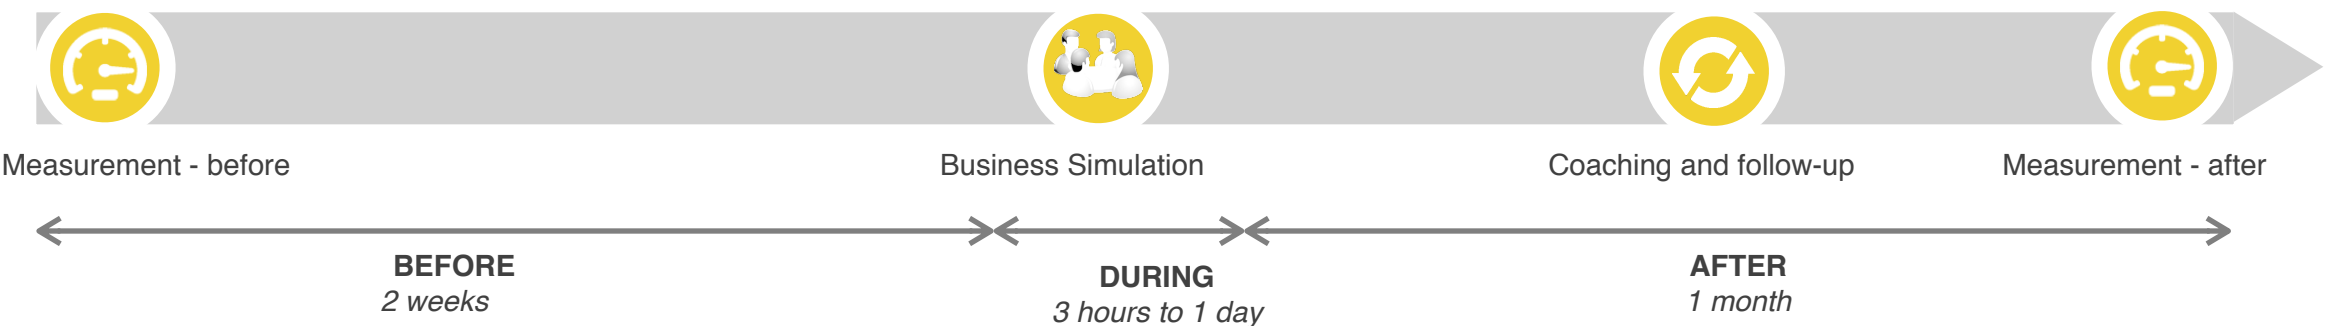 Measurement - before
Business Simulation
Coaching and follow-up
Measurement - after
BEFORE
2 weeks
DURING
3 hours to 1 day
AFTER
1 month